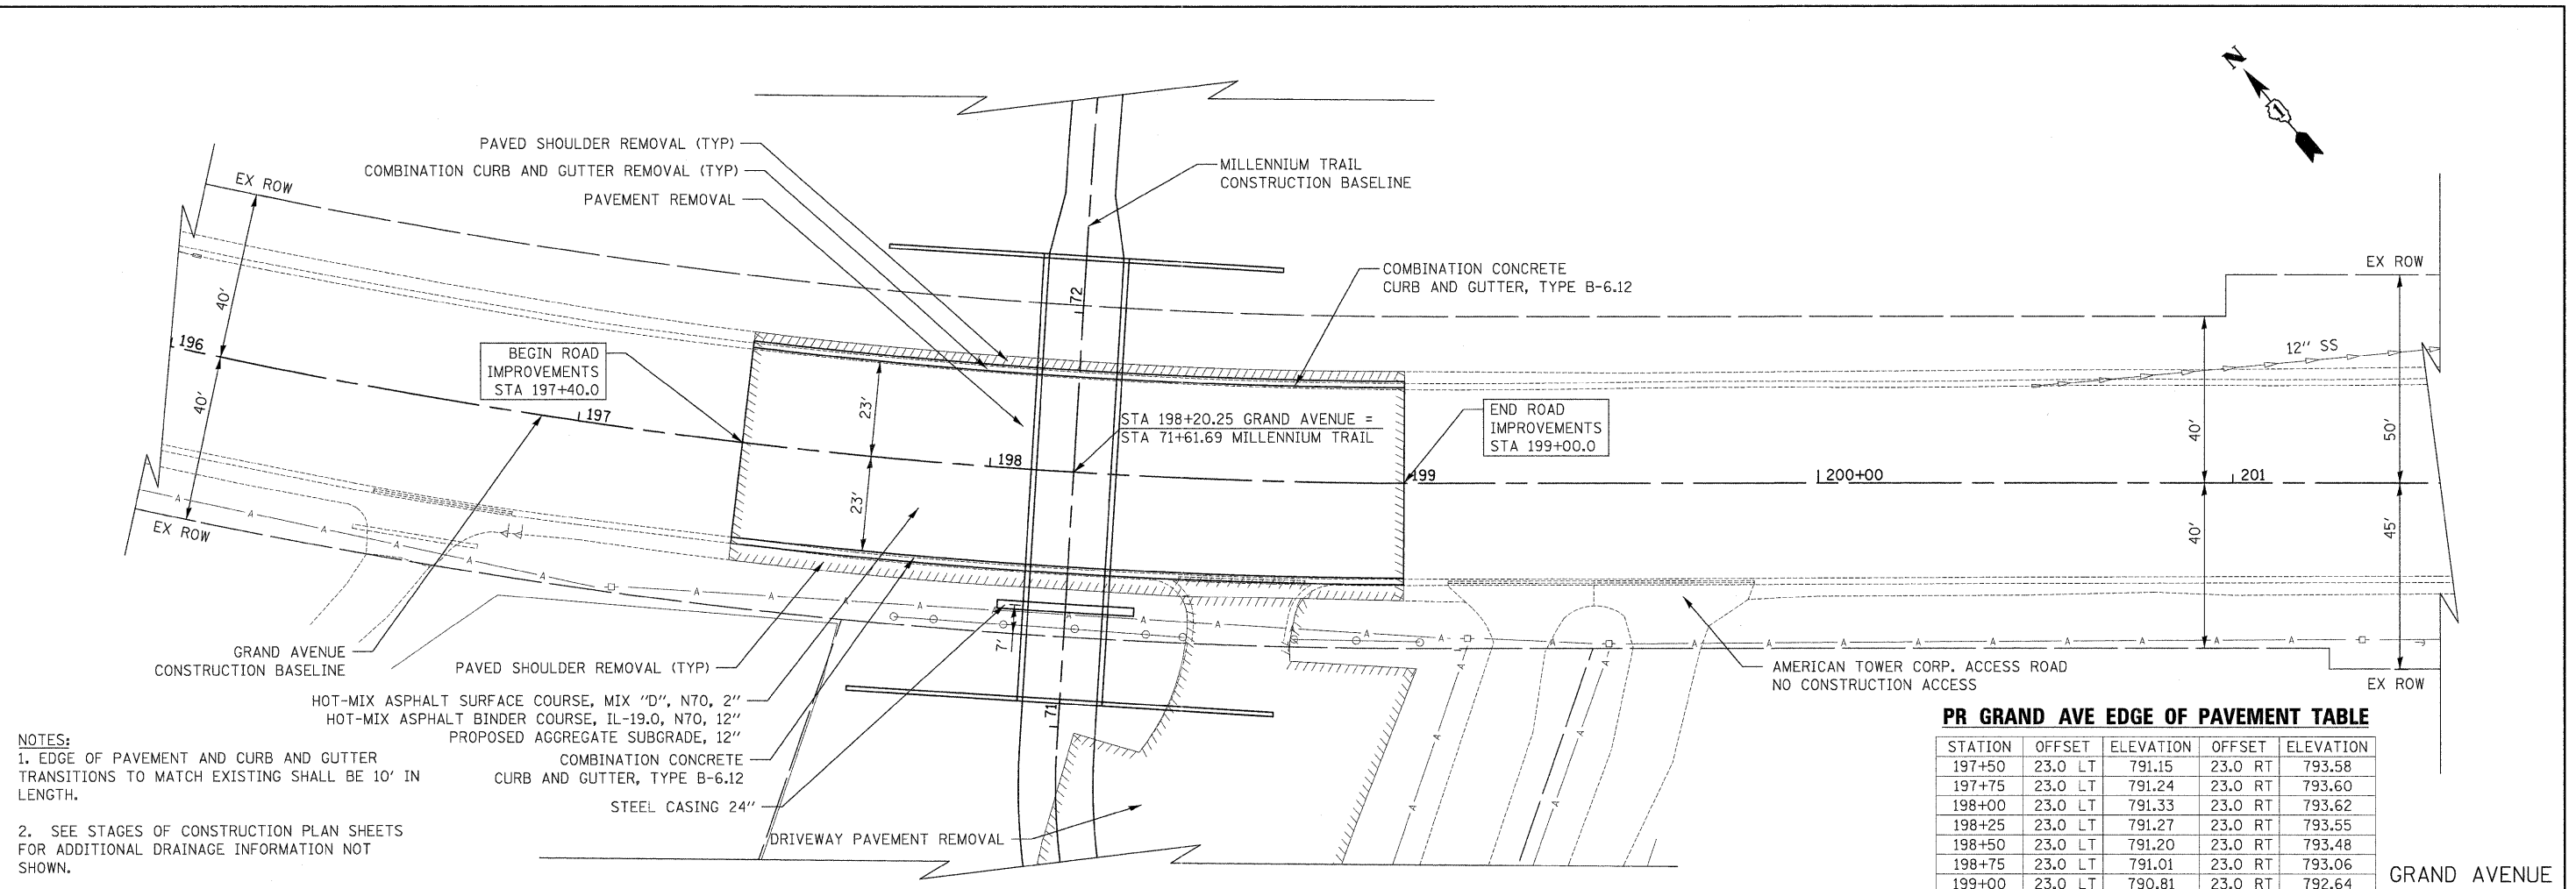 N
1
PAVED SHOULDER REMOVAL (TYP)
COMBINATION CURB AND GUTTER REMOVAL (TYP)
PAVEMENT REMOVAL
MILLENNIUM TRAIL
CONSTRUCTION BASELINE
EX ROW
EX ROW
COMBINATION CONCRETE
CURB AND GUTTER, TYPE B-6.12
72
40'
196
BEGIN ROAD
IMPROVEMENTS
STA 197+40.0
12" SS
40'
197
23'
23'
198
STA 198+20.25 GRAND AVENUE =
STA 71+61.69 MILLENNIUM TRAIL
END ROAD
IMPROVEMENTS
STA 199+00.0
199
200+00
201
40'
50'
40'
45'
EX ROW
A A A A A A A A A A A A A A A A A A A
7'
GRAND AVENUE
CONSTRUCTION BASELINE
PAVED SHOULDER REMOVAL (TYP)
AMERICAN TOWER CORP. ACCESS ROAD
NO CONSTRUCTION ACCESS
EX ROW
71
HOT-MIX ASPHALT SURFACE COURSE, MIX "D", N70, 2"
HOT-MIX ASPHALT BINDER COURSE, IL-19.0, N70, 12"
PROPOSED AGGREGATE SUBGRADE, 12"
COMBINATION CONCRETE
CURB AND GUTTER, TYPE B-6.12
STEEL CASING 24"
DRIVEWAY PAVEMENT REMOVAL
NOTES:
1. EDGE OF PAVEMENT AND CURB AND GUTTER
TRANSITIONS TO MATCH EXISTING SHALL BE 10' IN
LENGTH.
2. SEE STAGES OF CONSTRUCTION PLAN SHEETS
FOR ADDITIONAL DRAINAGE INFORMATION NOT
SHOWN.
PR GRAND AVE EDGE OF PAVEMENT TABLE
STATION OFFSET ELEVATION OFFSET ELEVATION
197+50 23.0 LT 791.15 23.0 RT 793.58
197+75 23.0 LT 791.24 23.0 RT 793.60
198+00 23.0 LT 791.33 23.0 RT 793.62
198+25 23.0 LT 791.27 23.0 RT 793.55
198+50 23.0 LT 791.20 23.0 RT 793.48
198+75 23.0 LT 791.01 23.0 RT 793.06
199+00 23.0 LT 790.81 23.0 RT 792.64
GRAND AVENUE